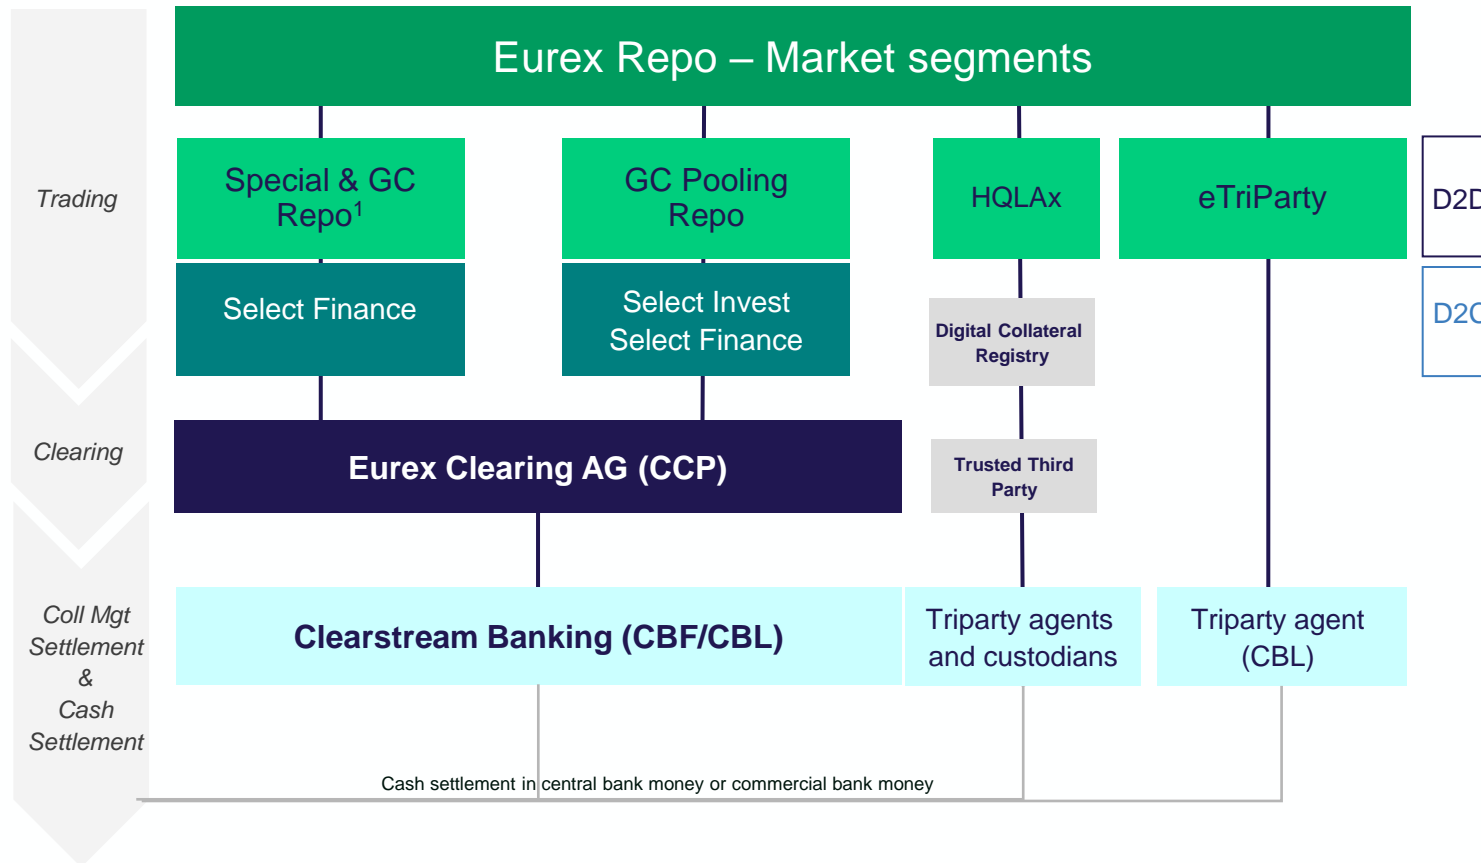 Eurex Repo – Market segments
Trading
Special & GC
Repo¹
GC Pooling
Repo
HQLAx
eTriParty
D2D
Select Finance
Select Invest
Select Finance
Digital Collateral
Registry
D2C
Clearing
Eurex Clearing AG (CCP)
Trusted Third
Party
Coll Mgt
Settlement
&
Cash
Settlement
Clearstream Banking (CBF/CBL)
Triparty agents
and custodians
Triparty agent
(CBL)
Cash settlement in central bank money or commercial bank money